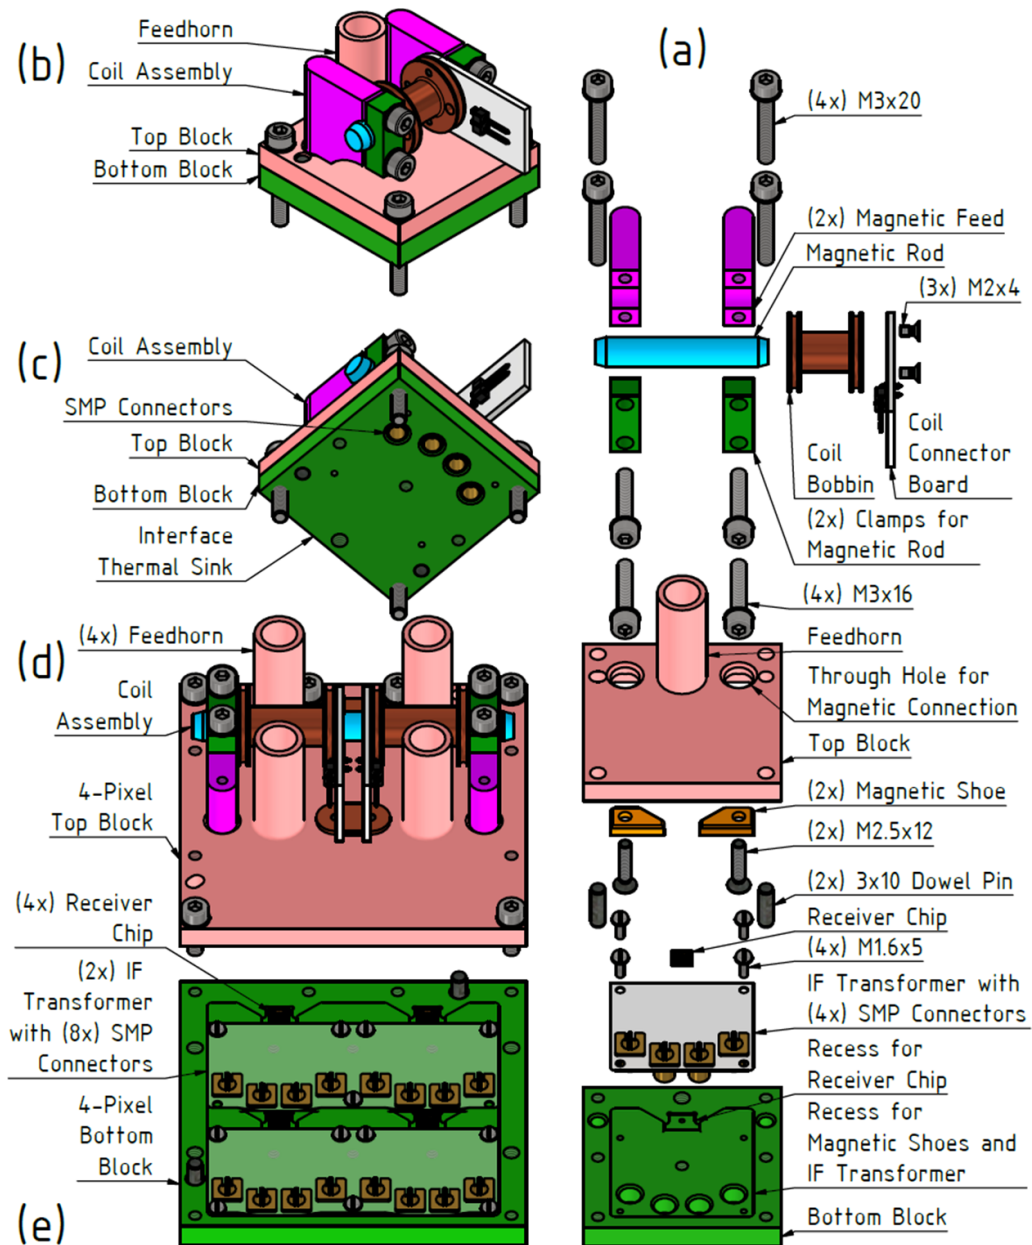 (b)
Feedhorn
Coil Assembly
Top Block
Bottom Block
(c)
Coil Assembly
SMP Connectors
Top Block
Bottom Block
Interface
Thermal Sink
(d)
(4x) Feedhorn
Coil
Assembly
4-Pixel
Top Block
(4x) Receiver
Chip
(2x) IF
Transformer
with (8x) SMP
Connectors
4-Pixel
Bottom
Block
(e)
(a)
(4x) M3x20
(2x) Magnetic Feed
Magnetic Rod
(3x) M2x4
Coil
Bobbin
Coil
Connector
Board
(2x) Clamps for
Magnetic Rod
(4x) M3x16
Feedhorn
Through Hole for
Magnetic Connection
Top Block
(2x) Magnetic Shoe
(2x) M2.5x12
(2x) 3x10 Dowel Pin
Receiver Chip
(4x) M1.6x5
IF Transformer with
(4x) SMP Connectors
Recess for
Receiver Chip
Recess for
Magnetic Shoes and
IF Transformer
Bottom Block